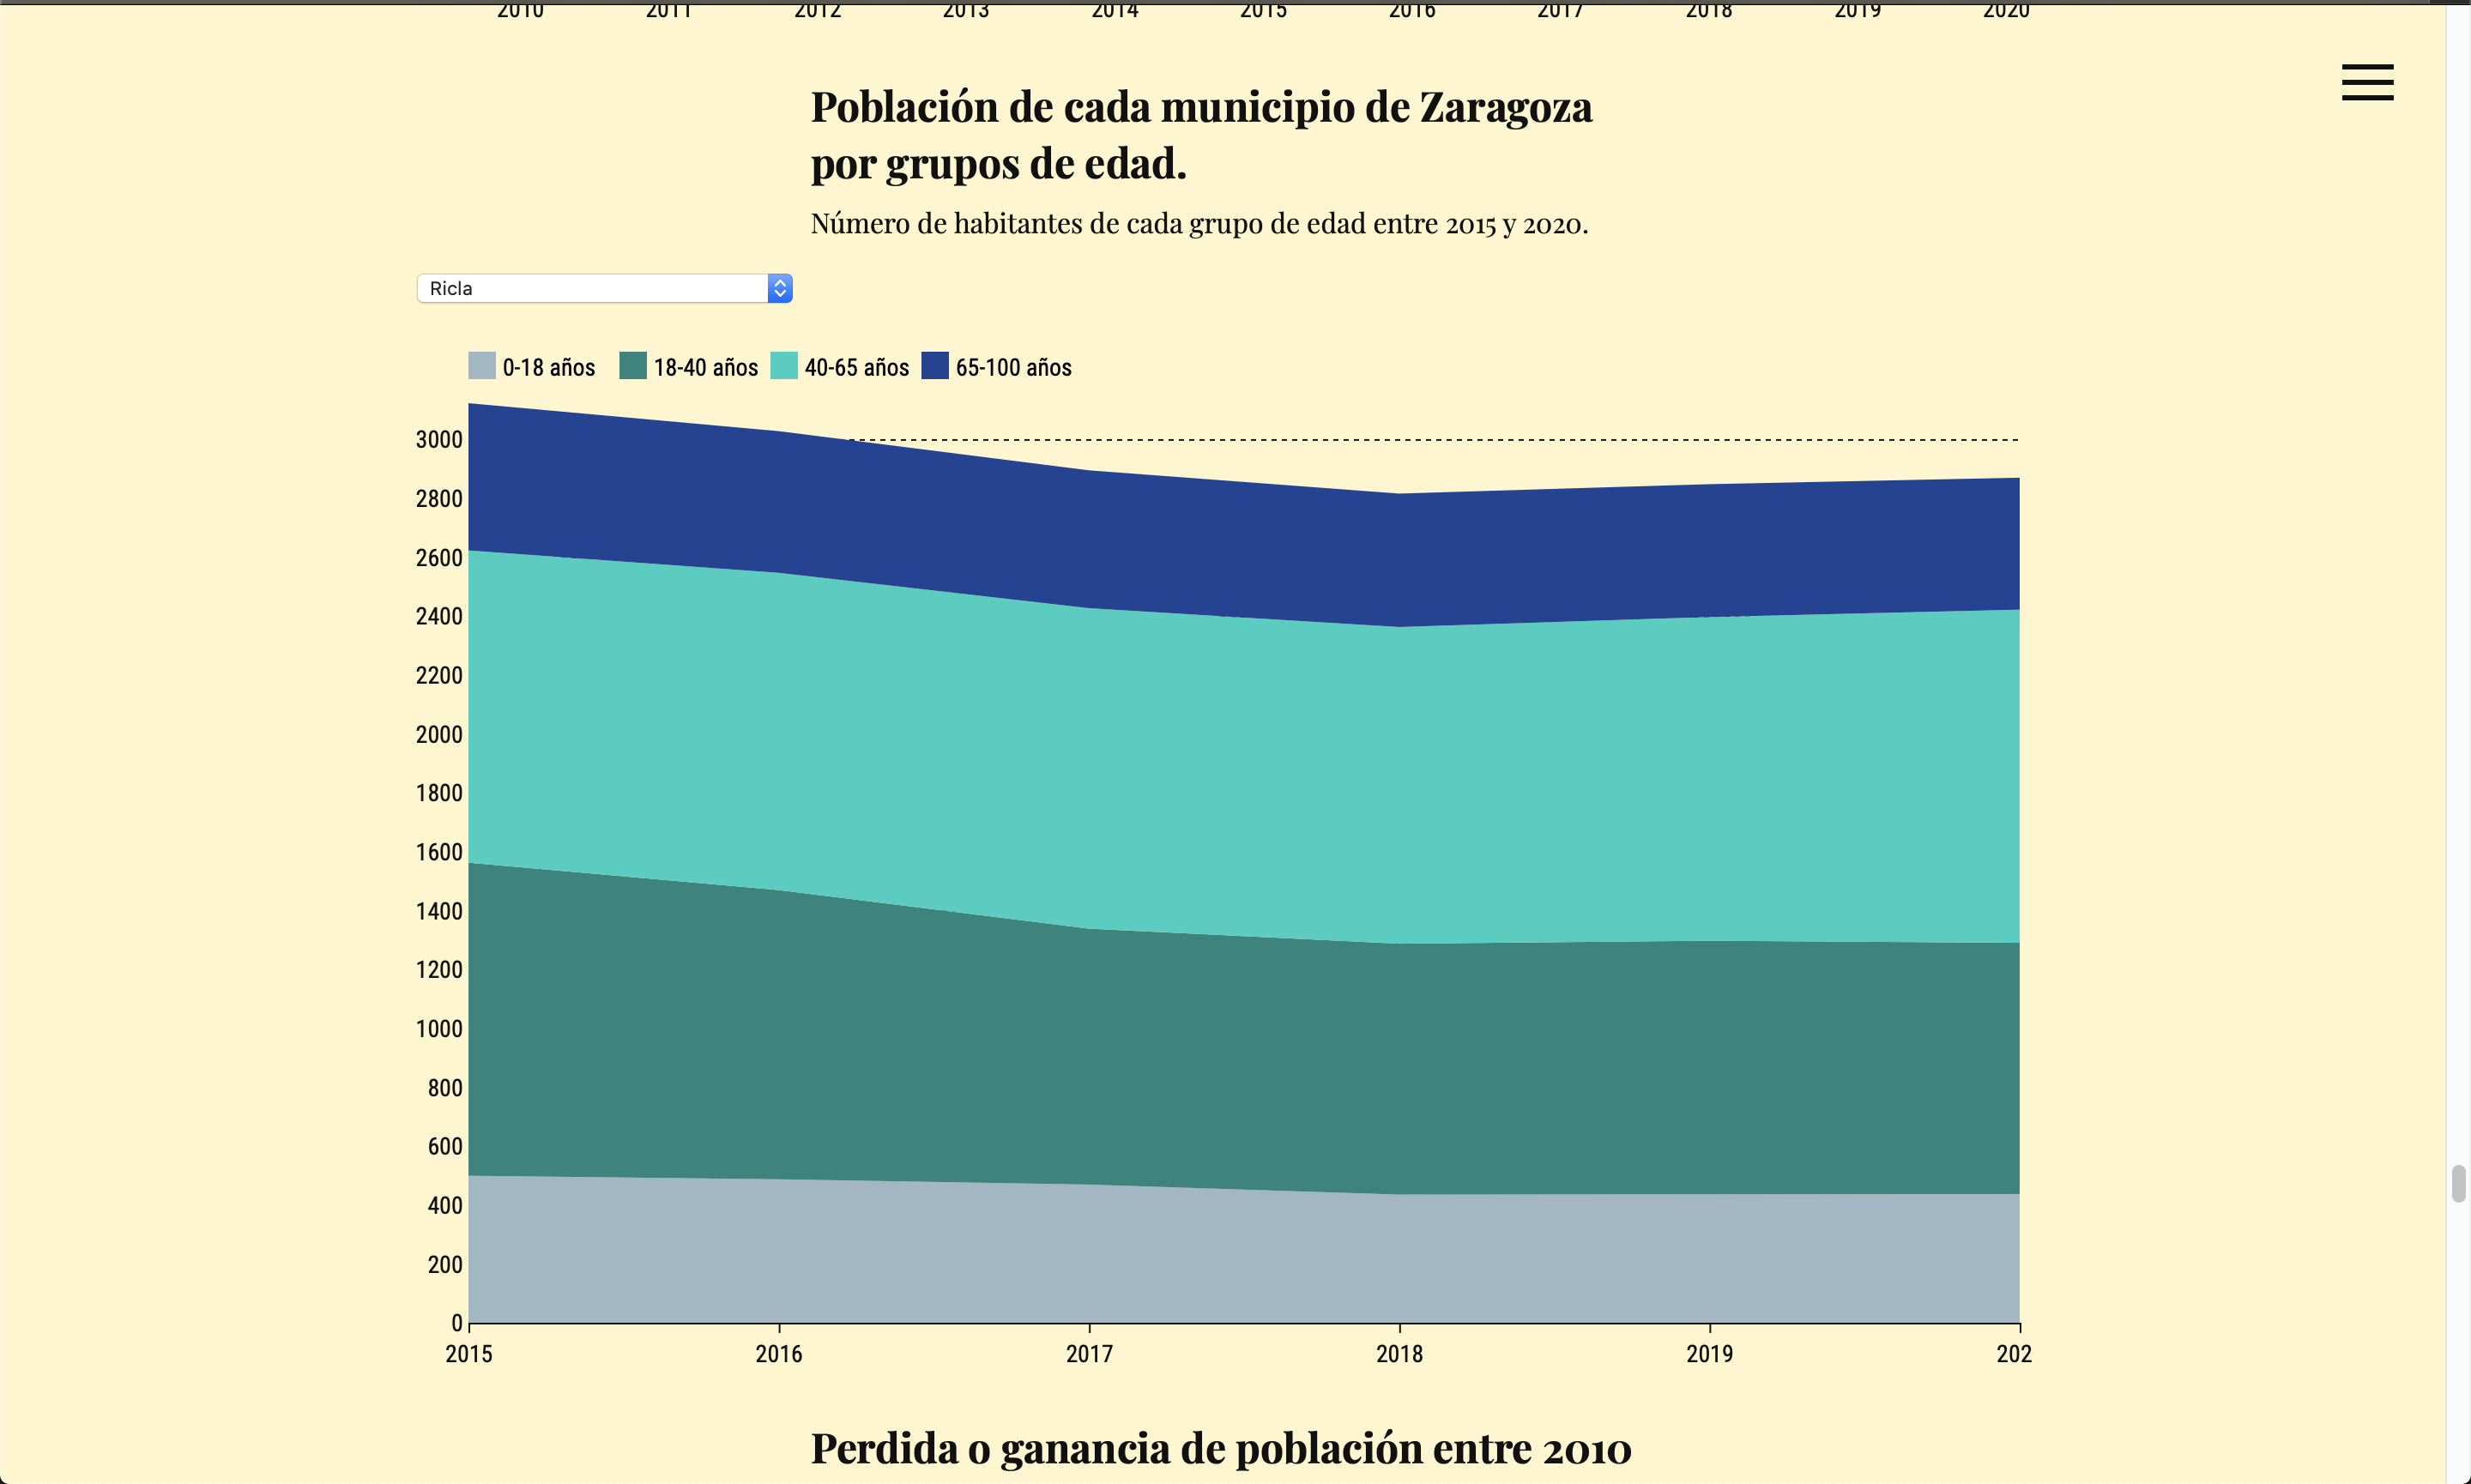 2010 2011 2012 2013 2014 2015 2016 2017 2018 2019 2020
Población de cada municipio de Zaragoza
por grupos de edad.
Número de habitantes de cada grupo de edad entre 2015 y 2020.
Ricla
0-18 años 18-40 años 40-65 años 65-100 años
3000
2800
2600
2400
2200
2000
1800
1600
1400
1200
1000
800
600
400
200
0
2015 2016 2017 2018 2019 202
Perdida o ganancia de población entre 2010